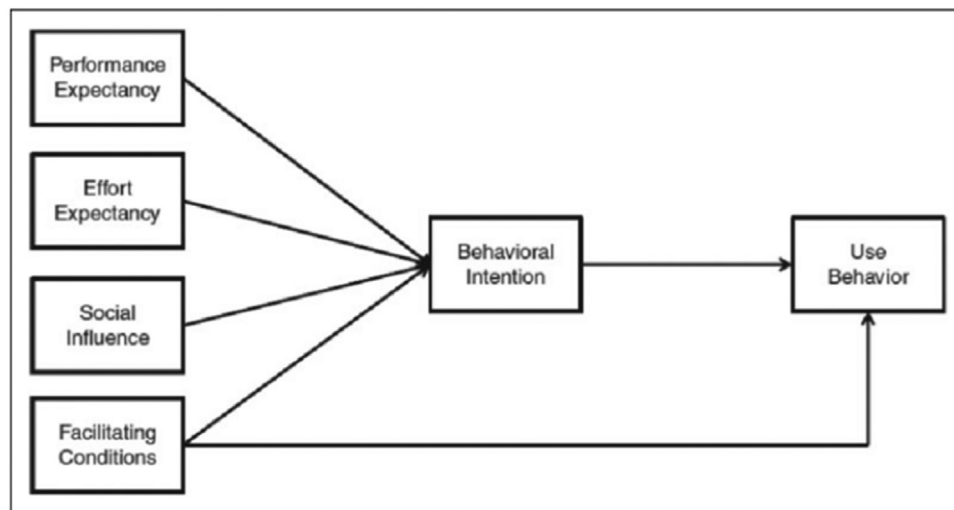 Performance
Expectancy
Effort
Expectancy
Social
Influence
Facilitating
Conditions
Behavioral
Intention
Use
Behavior